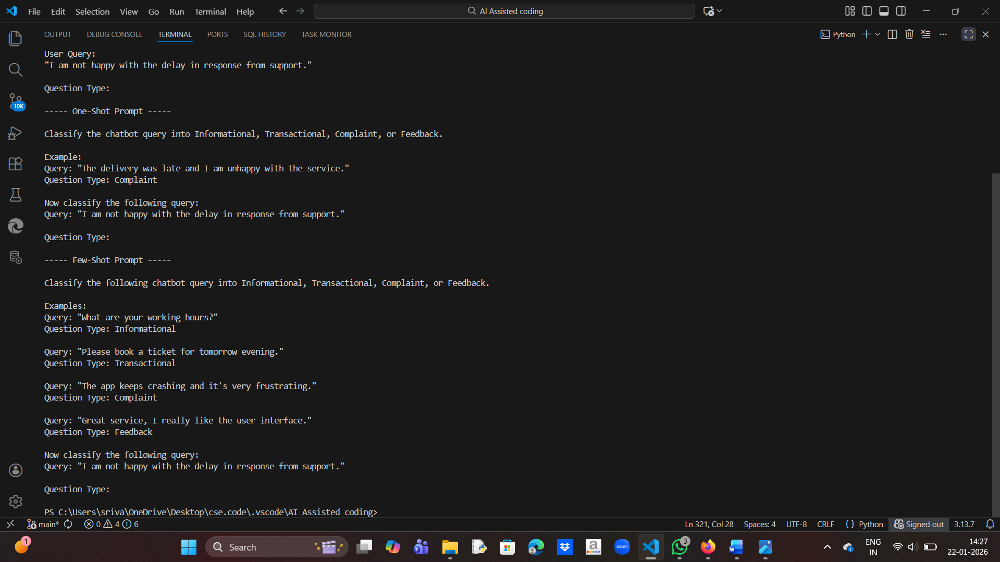 File Edit Selection View Go Run Terminal Help
AI Assisted coding
OUTPUT DEBUG CONSOLE TERMINAL PORTS SQL HISTORY TASK MONITOR
Python
User Query:
"I am not happy with the delay in response from support."
Question Type:
----- One-Shot Prompt -----
Classify the chatbot query into Informational, Transactional, Complaint, or Feedback.
Example:
Query: "The delivery was late and I am unhappy with the service."
Question Type: Complaint
Now classify the following query:
Query: "I am not happy with the delay in response from support."
Question Type:
----- Few-Shot Prompt -----
Classify the following chatbot query into Informational, Transactional, Complaint, or Feedback.
Examples:
Query: "What are your working hours?"
Question Type: Informational
Query: "Please book a ticket for tomorrow evening."
Question Type: Transactional
Query: "The app keeps crashing and it's very frustrating."
Question Type: Complaint
Query: "Great service, I really like the user interface."
Question Type: Feedback
Now classify the following query:
Query: "I am not happy with the delay in response from support."
Question Type:
PS C:\Users\sriva\OneDrive\Desktop\cse.code\.vscode\AI Assisted coding>
10K
main* 0 4 6
Ln 321, Col 28 Spaces: 4 UTF-8 CRLF {} Python Signed out 3.13.7
1
Search
T
a
zoom
3
W
ENG
IN
14:27
22-01-2026